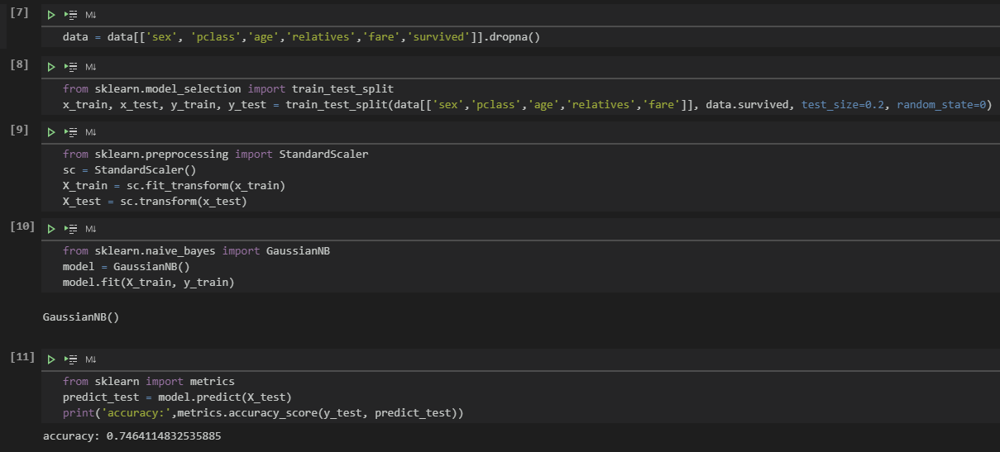 [7]
M↓
data = data[['sex', 'pclass','age','relatives','fare','survived']].dropna()
[8]
M↓
from sklearn.model_selection import train_test_split
x_train, x_test, y_train, y_test = train_test_split(data[['sex','pclass','age','relatives','fare']], data.survived, test_size=0.2, random_state=0)
[9]
M↓
from sklearn.preprocessing import StandardScaler
sc = StandardScaler()
X_train = sc.fit_transform(x_train)
X_test = sc.transform(x_test)
[10]
M↓
from sklearn.naive_bayes import GaussianNB
model = GaussianNB()
model.fit(X_train, y_train)
GaussianNB()
[11]
M↓
from sklearn import metrics
predict_test = model.predict(X_test)
print('accuracy:',metrics.accuracy_score(y_test, predict_test))
accuracy: 0.7464114832535885